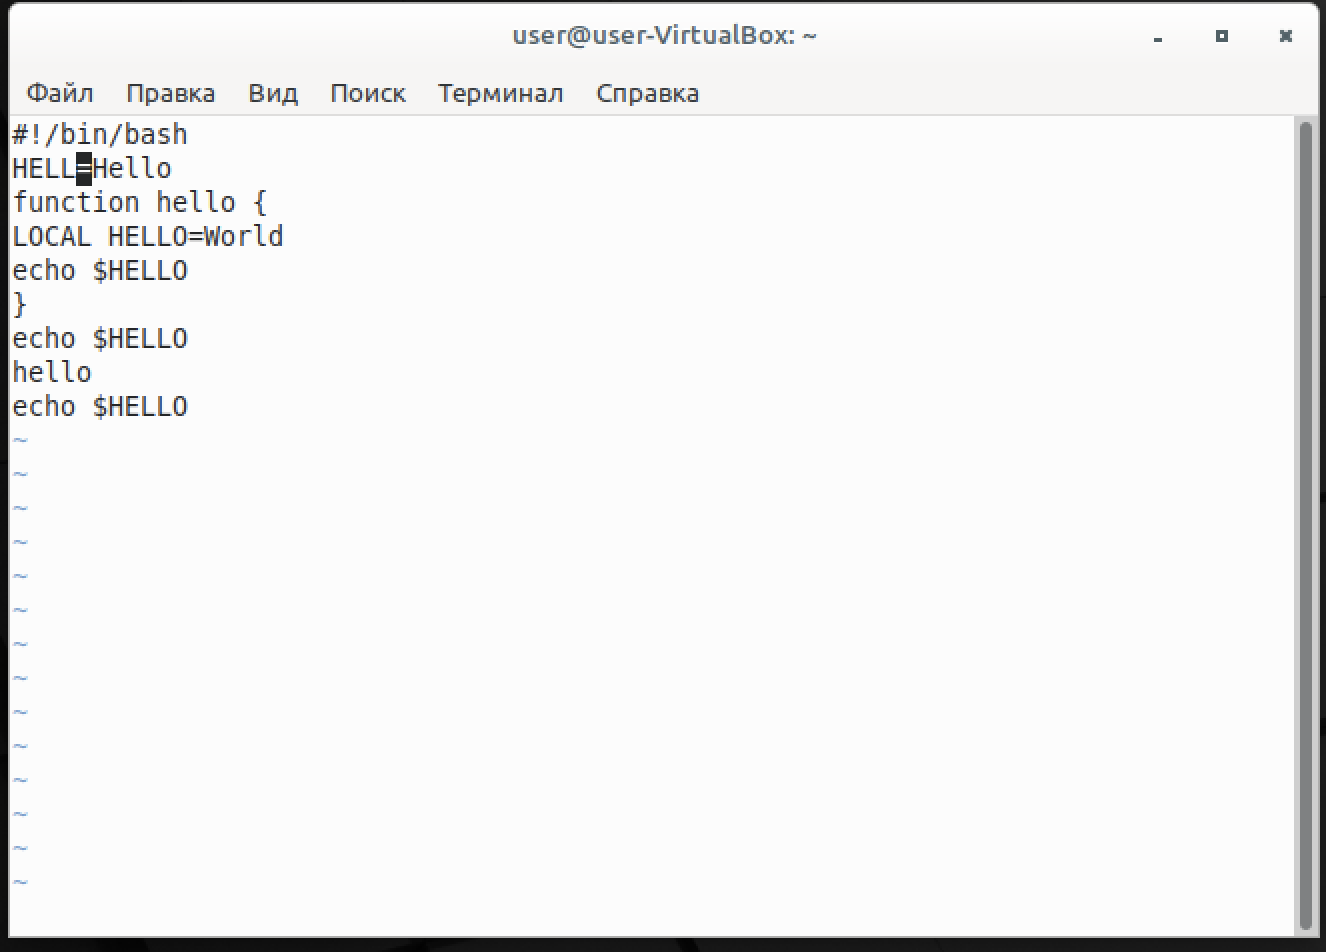 user@user-VirtualBox: ~
Файл Правка Вид Поиск Терминал Справка
#!/bin/bash
HELL=Hello
function hello {
LOCAL HELLO=World
echo $HELLO
}
echo $HELLO
hello
echo $HELLO
~
~
~
~
~
~
~
~
~
~
~
~
~
~